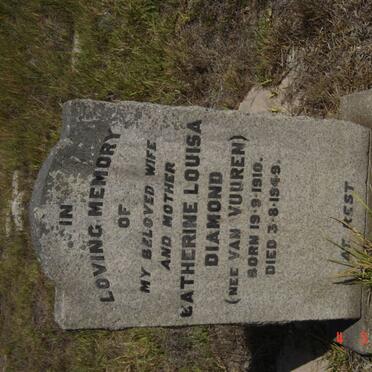 IN
LOVING MEMORY
OF
MY BELOVED WIFE
AND MOTHER
CATHERINE LOUISA
DIAMOND
(NEE VAN VUUREN)
BORN 19·9·1910.
DIED 3·8·1949.
AT REST